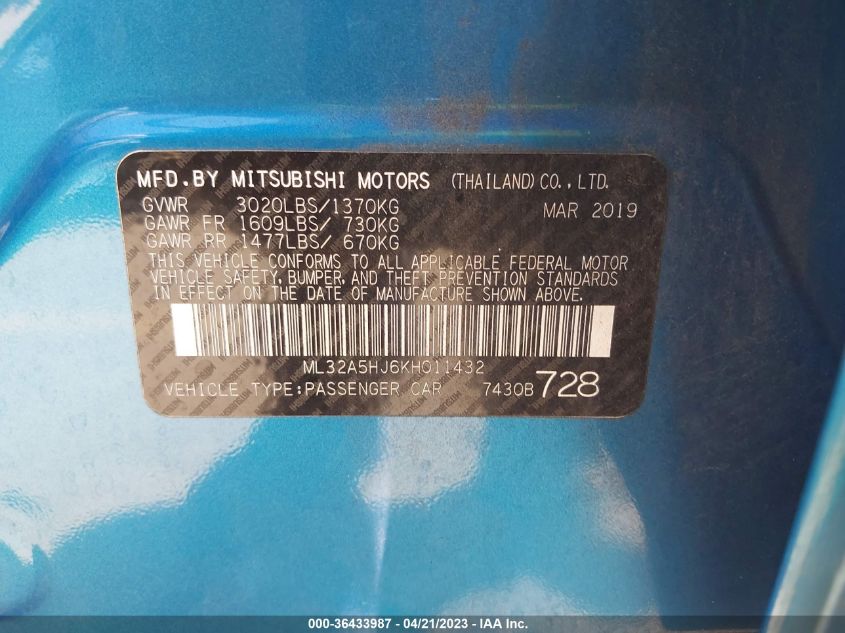 MFD.BY MITSUBISHI MOTORS (THAILAND) CO., LTD.
GVWR 3020LBS/1370KG MAR 2019
GAWR FR 1609LBS/ 730KG
GAWR RR 1477LBS/ 670KG
THIS VEHICLE CONFORMS TO ALL APPLICABLE FEDERAL MOTOR
VEHICLE SAFETY, BUMPER, AND THEFT PREVENTION STANDARDS
IN EFFECT ON THE DATE OF MANUFACTURE SHOWN ABOVE.
ML32A5HJ6KH011432
VEHICLE TYPE:PASSENGER CAR 7430B 728
000-36433987 - 04/21/2023 - IAA Inc.